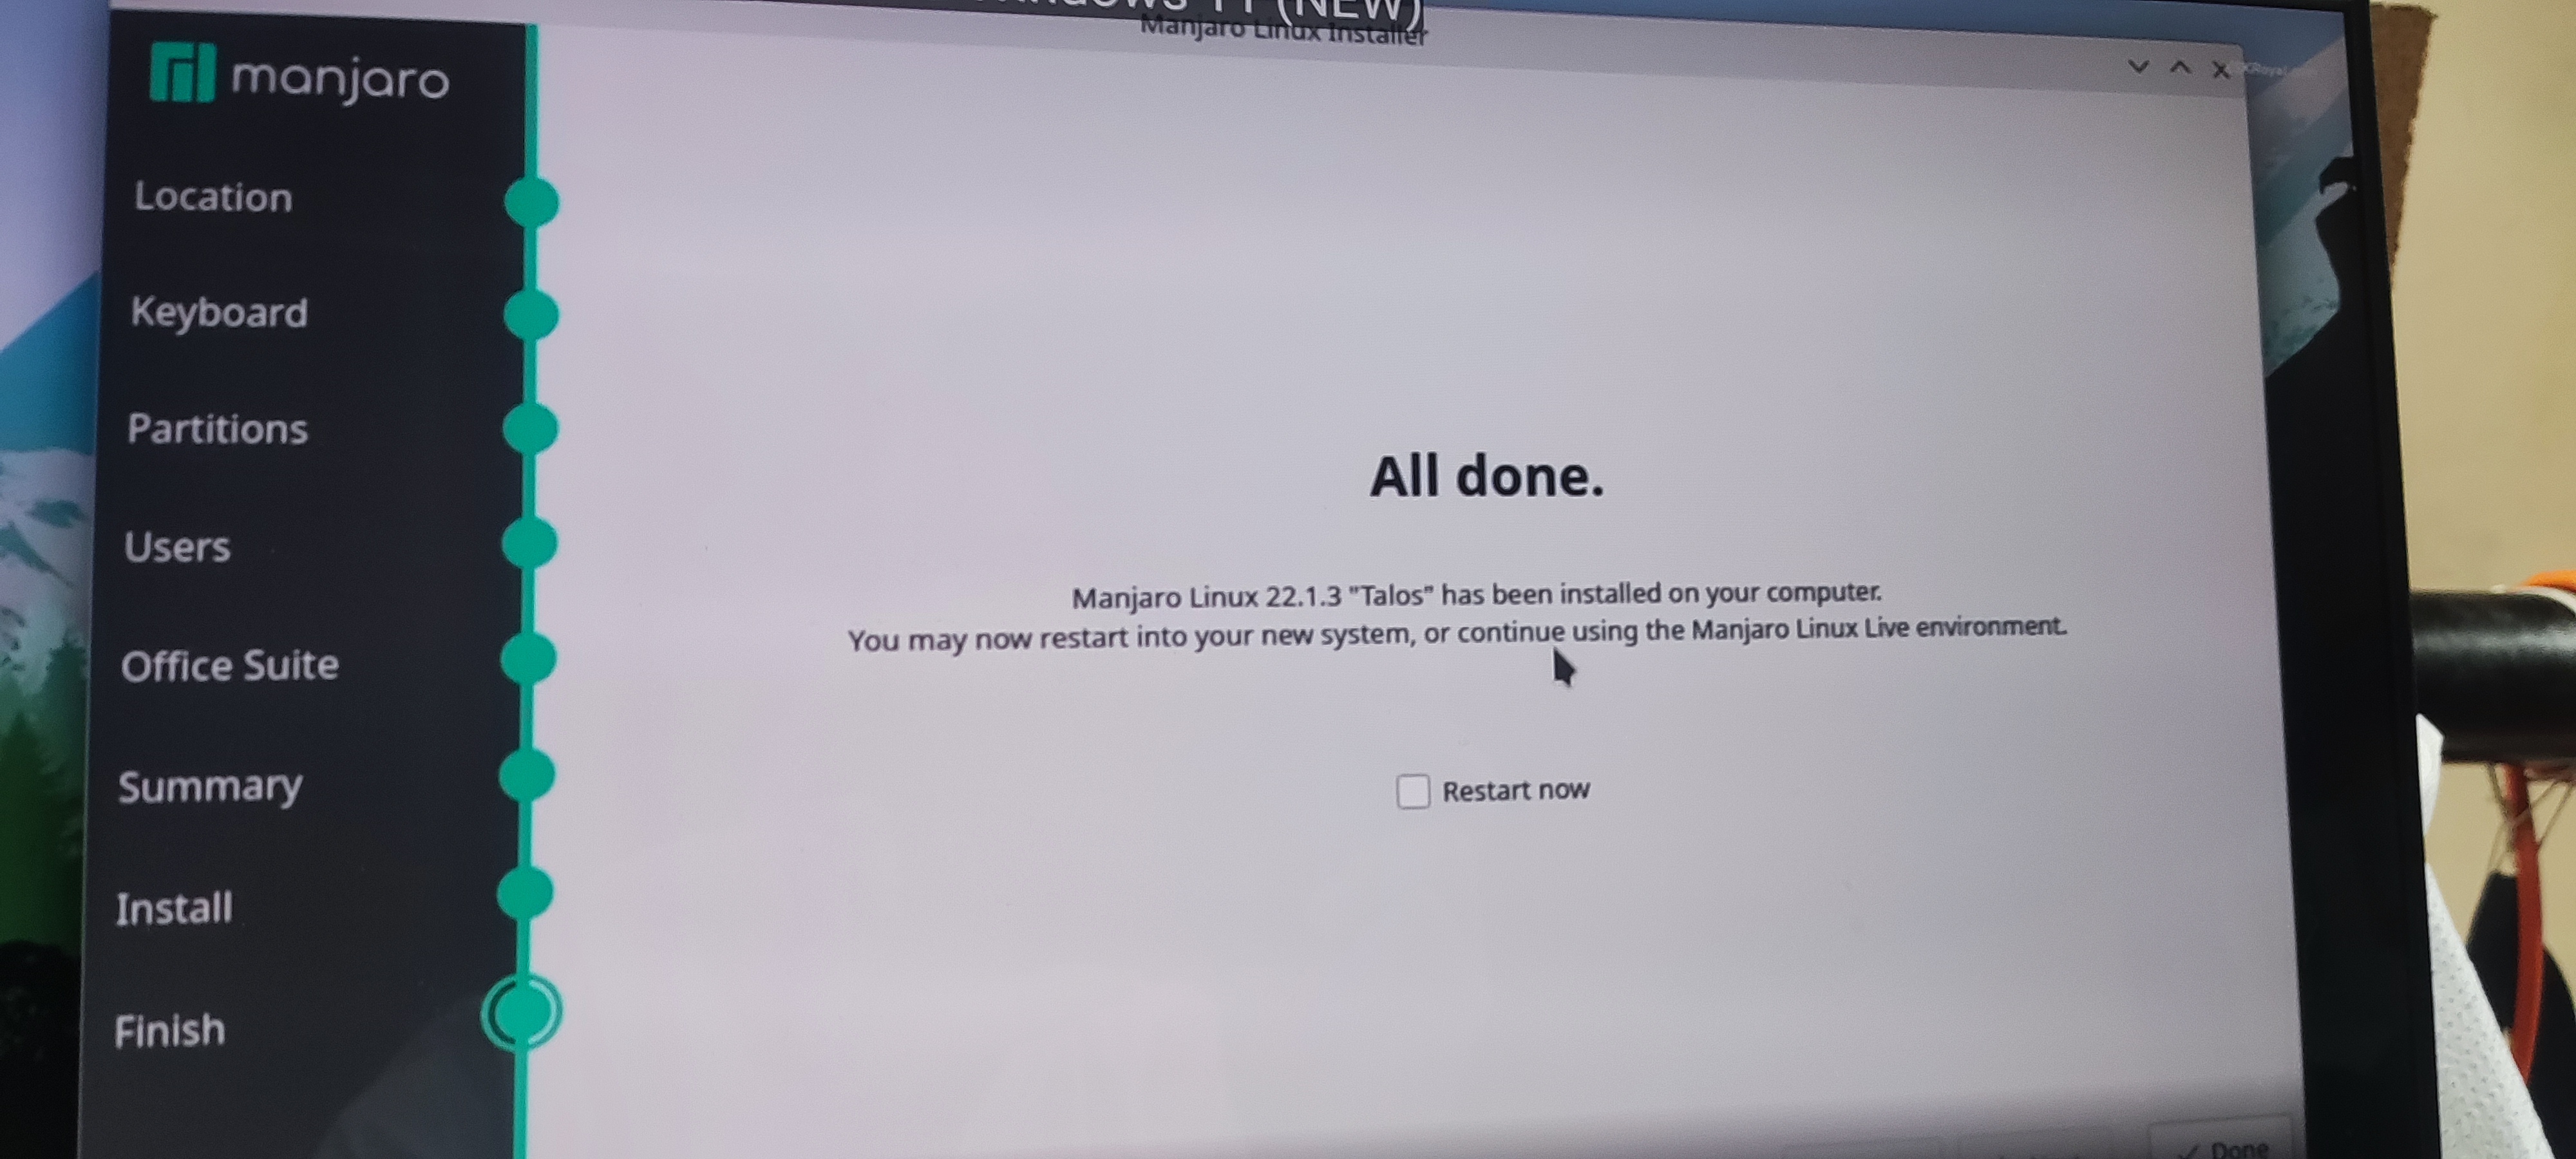 (NEW)
Manjaro Linux Installer
manjaro
Location
Keyboard
Partitions
Users
Office Suite
Summary
Install
Finish
All done.
Manjaro Linux 22.1.3 "Talos" has been installed on your computer.
You may now restart into your new system, or continue using the Manjaro Linux Live environment.
Restart now
Done